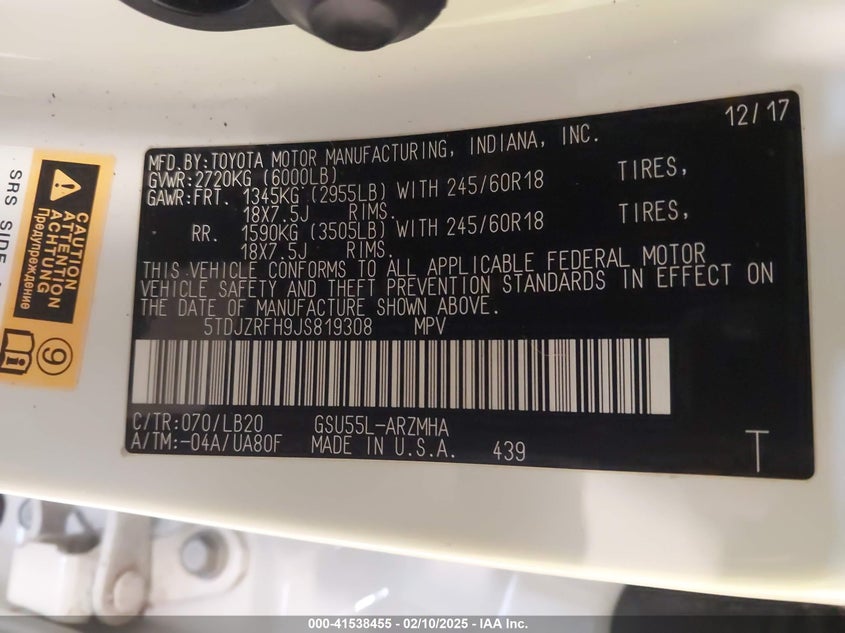 12/17
MFD.BY:TOYOTA MOTOR MANUFACTURING, INDIANA, INC.
GVWR:2720KG (6000LB)
GAWR:FRT. 1345KG (2955LB) WITH 245/60R18 TIRES,
18X7.5J RIMS.
RR. 1590KG (3505LB) WITH 245/60R18 TIRES,
18X7.5J RIMS.
THIS VEHICLE CONFORMS TO ALL APPLICABLE FEDERAL MOTOR
VEHICLE SAFETY AND THEFT PREVENTION STANDARDS IN EFFECT ON
THE DATE OF MANUFACTURE SHOWN ABOVE.
5TDJZRFH9JS819308 MPV
C/TR:070/LB20 GSU55L-ARZMHA
A/TM:-04A/UA80F MADE IN U.S.A. 439
T
SRS SIDE
CAUTION
ATTENTION
ACHTUNG
Предупреждение
9
000-41538455 - 02/10/2025 - IAA Inc.